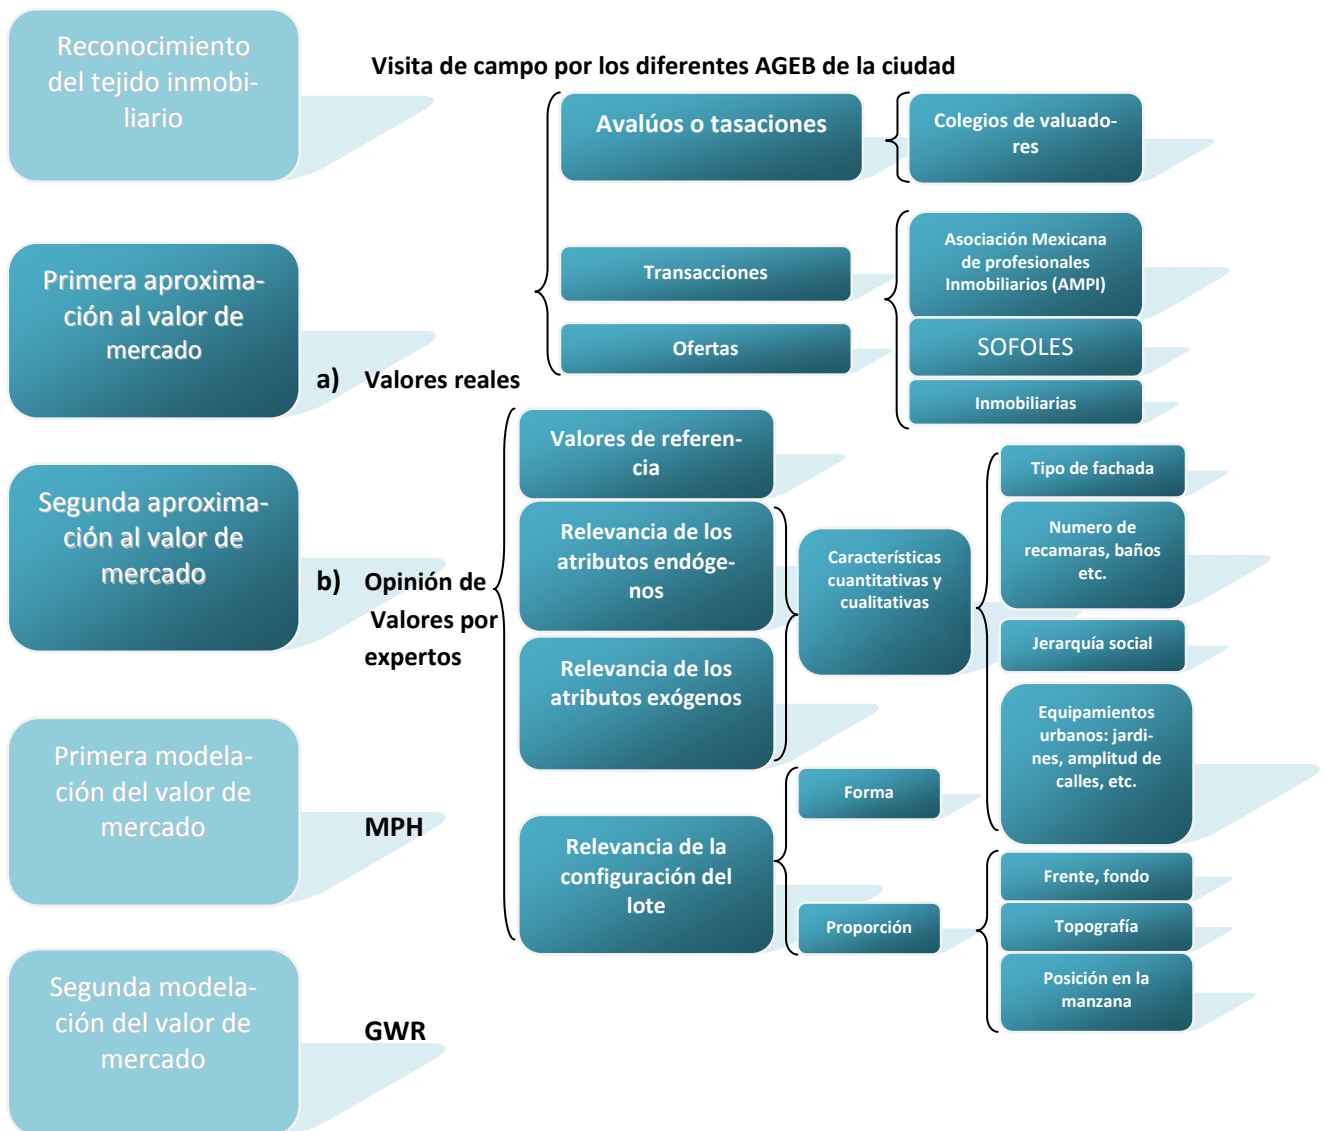 Reconocimiento
del tejido inmobi-
liario
Visita de campo por los diferentes AGEB de la ciudad
Avalúos o tasaciones
Colegios de valuado-
res
Primera aproxima-
ción al valor de
mercado
a) Valores reales
Transacciones
Ofertas
Asociación Mexicana
de profesionales
Inmobiliarios (AMPI)
SOFOLES
Inmobiliarias
Segunda aproxima-
ción al valor de
mercado
b) Opinión de
Valores por
expertos
Valores de referen-
cia
Relevancia de los
atributos endóge-
nos
Relevancia de los
atributos exógenos
Características
cuantitativas y
cualitativas
Tipo de fachada
Numero de
recamaras, baños
etc.
Jerarquía social
Equipamientos
urbanos: jardi-
nes, amplitud de
calles, etc.
Relevancia de la
configuración del
lote
Forma
Proporción
Frente, fondo
Topografía
Posición en la
manzana
Primera modela-
ción del valor de
mercado
MPH
Segunda modela-
ción del valor de
mercado
GWR